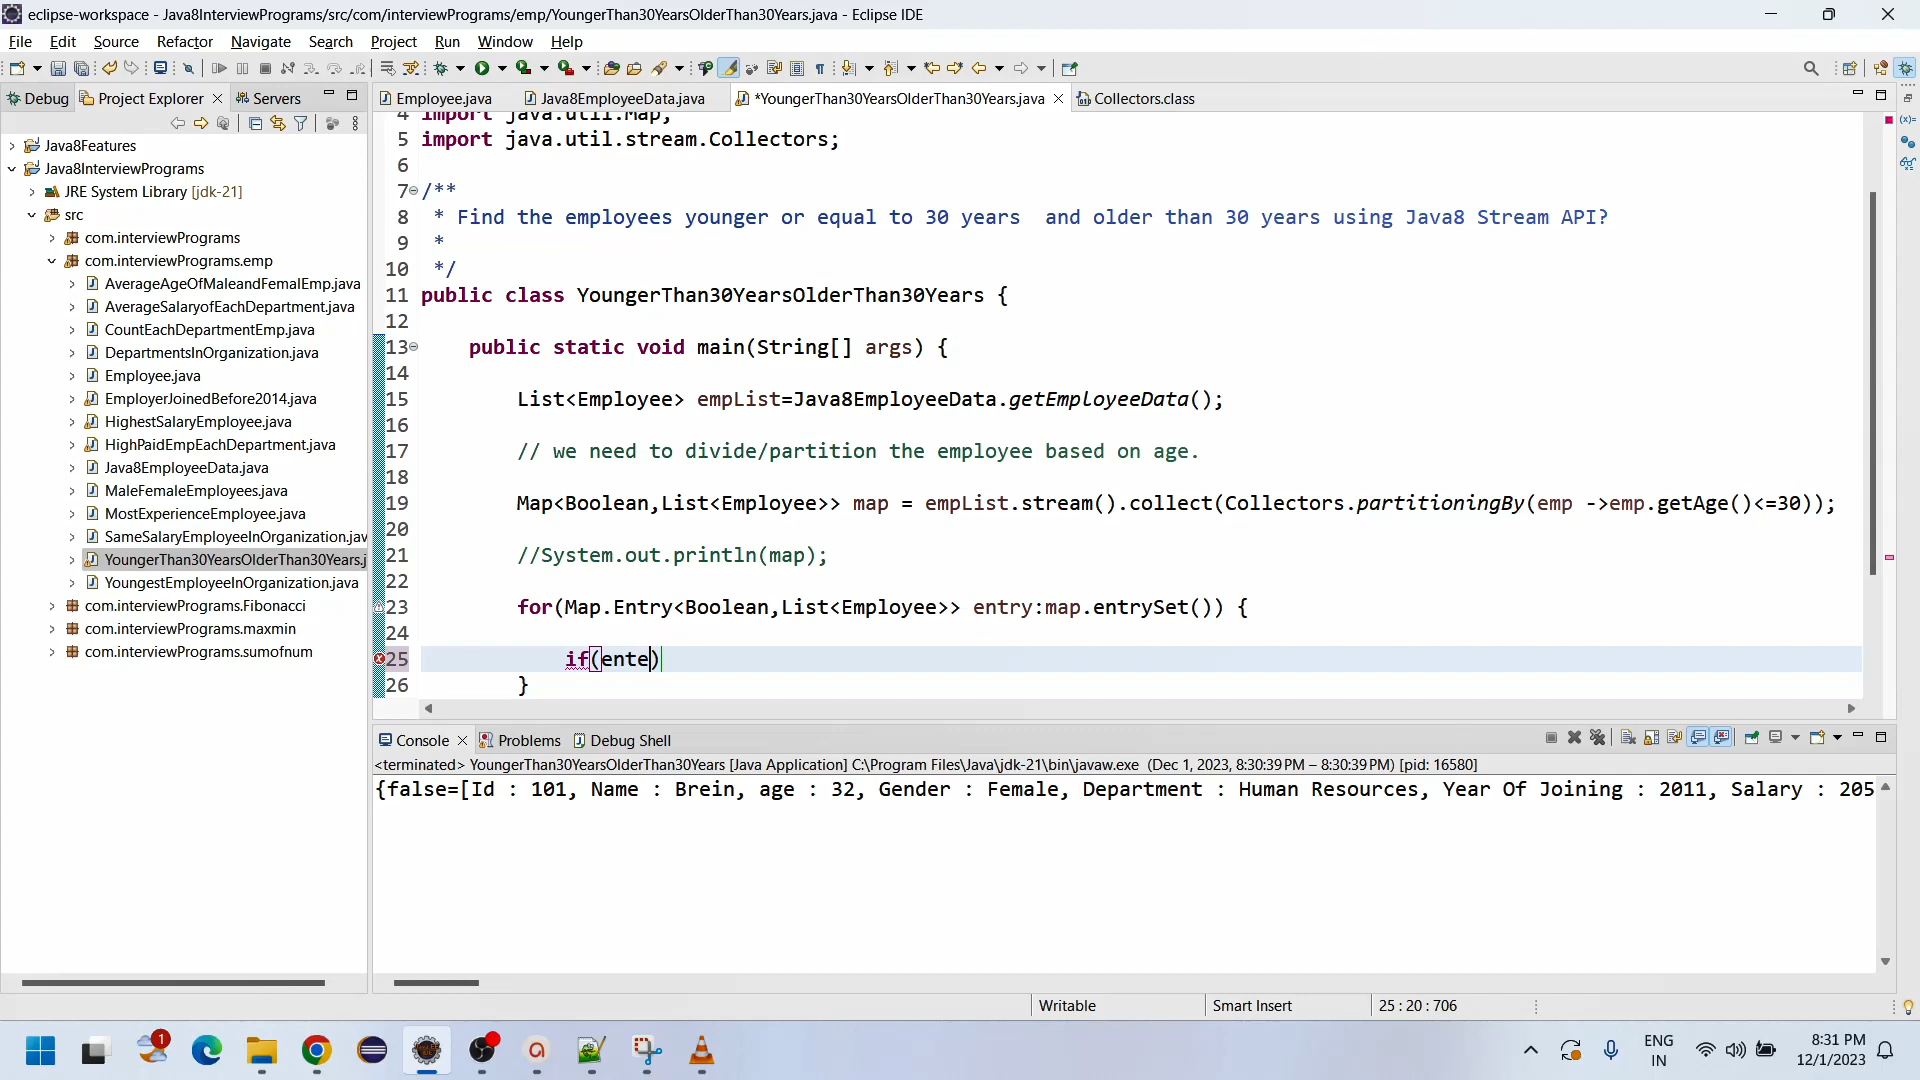 eclipse-workspace - Java8InterviewPrograms/src/com/interviewPrograms/emp/YoungerThan30YearsOlderThan30Years.java - Eclipse IDE
File Edit Source Refactor Navigate Search Project Run Window Help
Debug Project Explorer Servers
Employee.java Java8EmployeeData.java *YoungerThan30YearsOlderThan30Years.java Collectors.class
Java8Features
Java8InterviewPrograms
JRE System Library [jdk-21]
src
com.interviewPrograms
com.interviewPrograms.emp
AverageAgeOfMaleandFemalEmp.java
AverageSalaryofEachDepartment.java
CountEachDepartmentEmp.java
DepartmentsInOrganization.java
Employee.java
EmployerJoinedBefore2014.java
HighestSalaryEmployee.java
HighPaidEmpEachDepartment.java
Java8EmployeeData.java
MaleFemaleEmployees.java
MostExperienceEmployee.java
SameSalaryEmployeeInOrganization.jav
YoungerThan30YearsOlderThan30Years.j
YoungestEmployeeInOrganization.java
com.interviewPrograms.Fibonacci
com.interviewPrograms.maxmin
com.interviewPrograms.sumofnum
4 import java.util.Map;
5 import java.util.stream.Collectors;
6
7 /**
8 * Find the employees younger or equal to 30 years  and older than 30 years using Java8 Stream API?
9 *
10 */
11 public class YoungerThan30YearsOlderThan30Years {
12
13 public static void main(String[] args) {
14
15 List<Employee> empList=Java8EmployeeData.getEmployeeData();
16
17 // we need to divide/partition the employee based on age.
18
19 Map<Boolean,List<Employee>> map = empList.stream().collect(Collectors.partitioningBy(emp ->emp.getAge()<=30));
20
21 //System.out.println(map);
22
23 for(Map.Entry<Boolean,List<Employee>> entry:map.entrySet()) {
24
25 if(ente)
26 }
Console Problems Debug Shell
<terminated> YoungerThan30YearsOlderThan30Years [Java Application] C:\Program Files\Java\jdk-21\bin\javaw.exe (Dec 1, 2023, 8:30:39 PM – 8:30:39 PM) [pid: 16580]
{false=[Id : 101, Name : Brein, age : 32, Gender : Female, Department : Human Resources, Year Of Joining : 2011, Salary : 205
Writable Smart Insert 25 : 20 : 706
1
ENG
IN
8:31 PM
12/1/2023